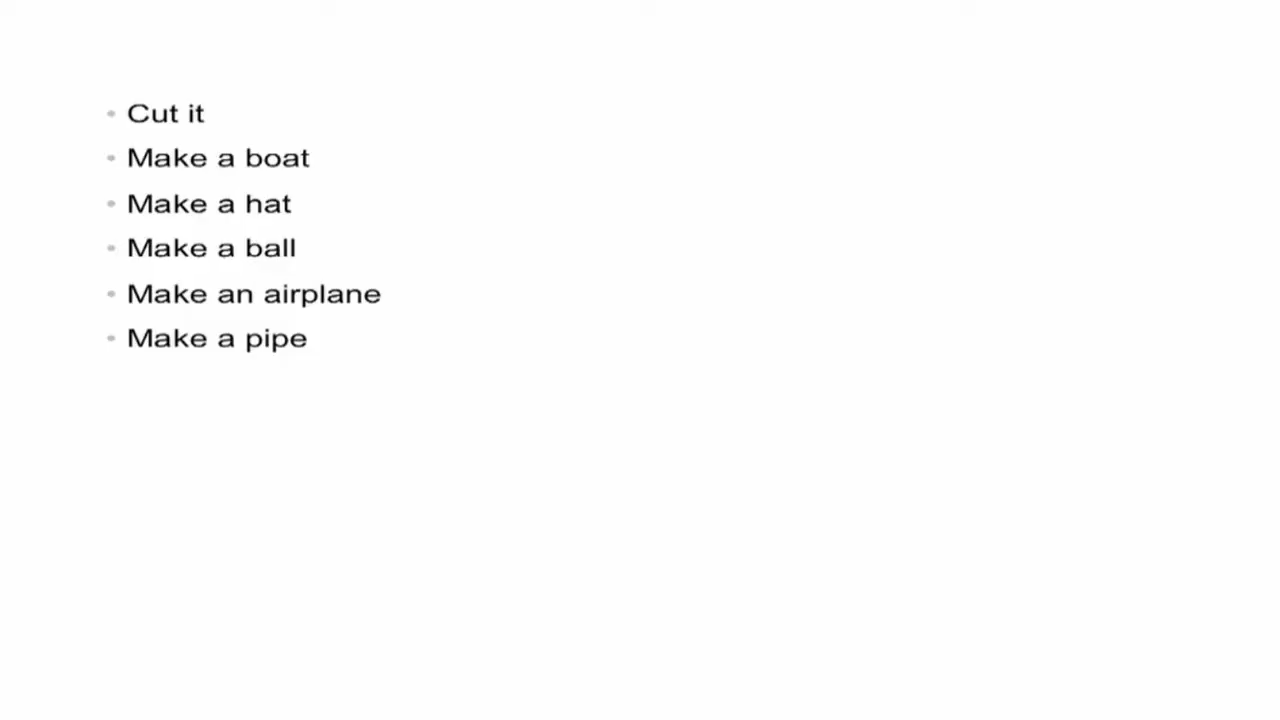 • Cut it
• Make a boat
• Make a hat
• Make a ball
• Make an airplane
• Make a pipe